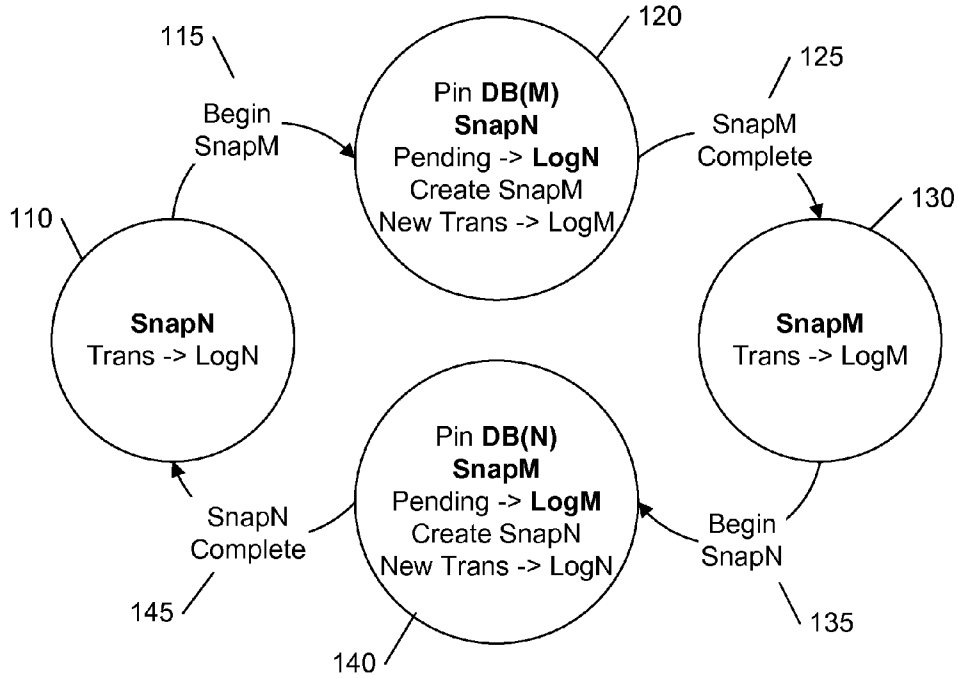 115
120
125
Begin
SnapM
Pin DB(M)
SnapN
Pending -> LogN
Create SnapM
New Trans -> LogM
SnapM
Complete
110
130
SnapN
Trans -> LogN
SnapM
Trans -> LogM
Pin DB(N)
SnapM
Pending -> LogM
Create SnapN
New Trans -> LogN
SnapN
Complete
Begin
SnapN
145
140
135